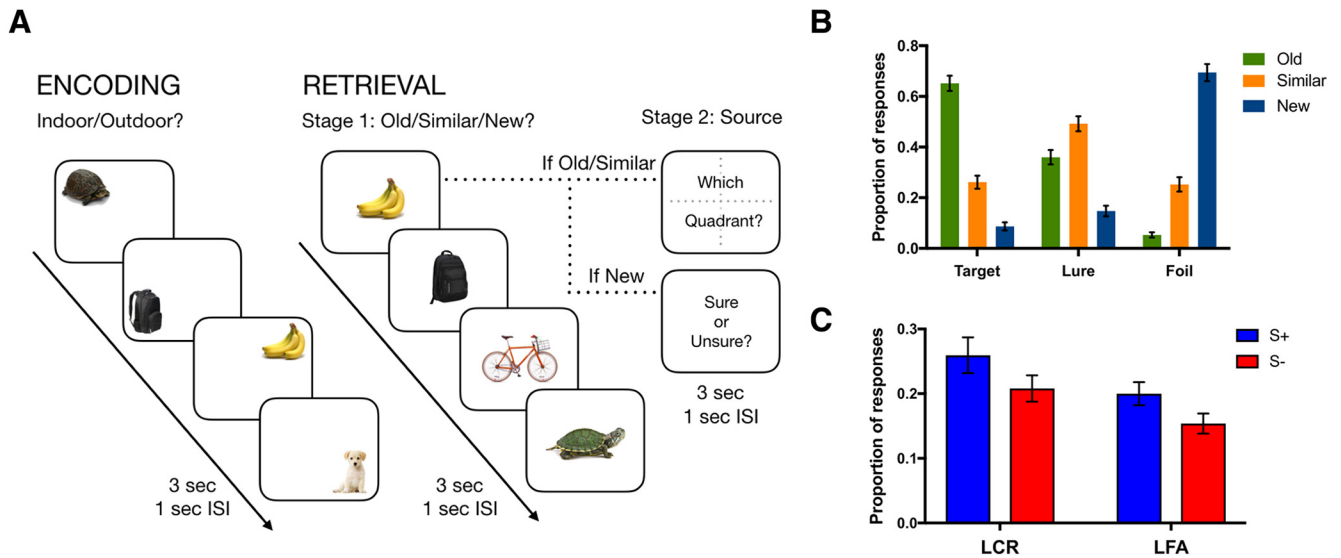 A
ENCODING
Indoor/Outdoor?
3 sec
1 sec ISI
RETRIEVAL
Stage 1: Old/Similar/New?
3 sec
1 sec ISI
Stage 2: Source
If Old/Similar
Which
Quadrant?
If New
Sure
or
Unsure?
3 sec
1 sec ISI
B
Proportion of responses
0.8
0.6
0.4
0.2
0.0
Target
Lure
Foil
Old
Similar
New
C
Proportion of responses
0.3
0.2
0.1
0.0
LCR
LFA
S+
S-